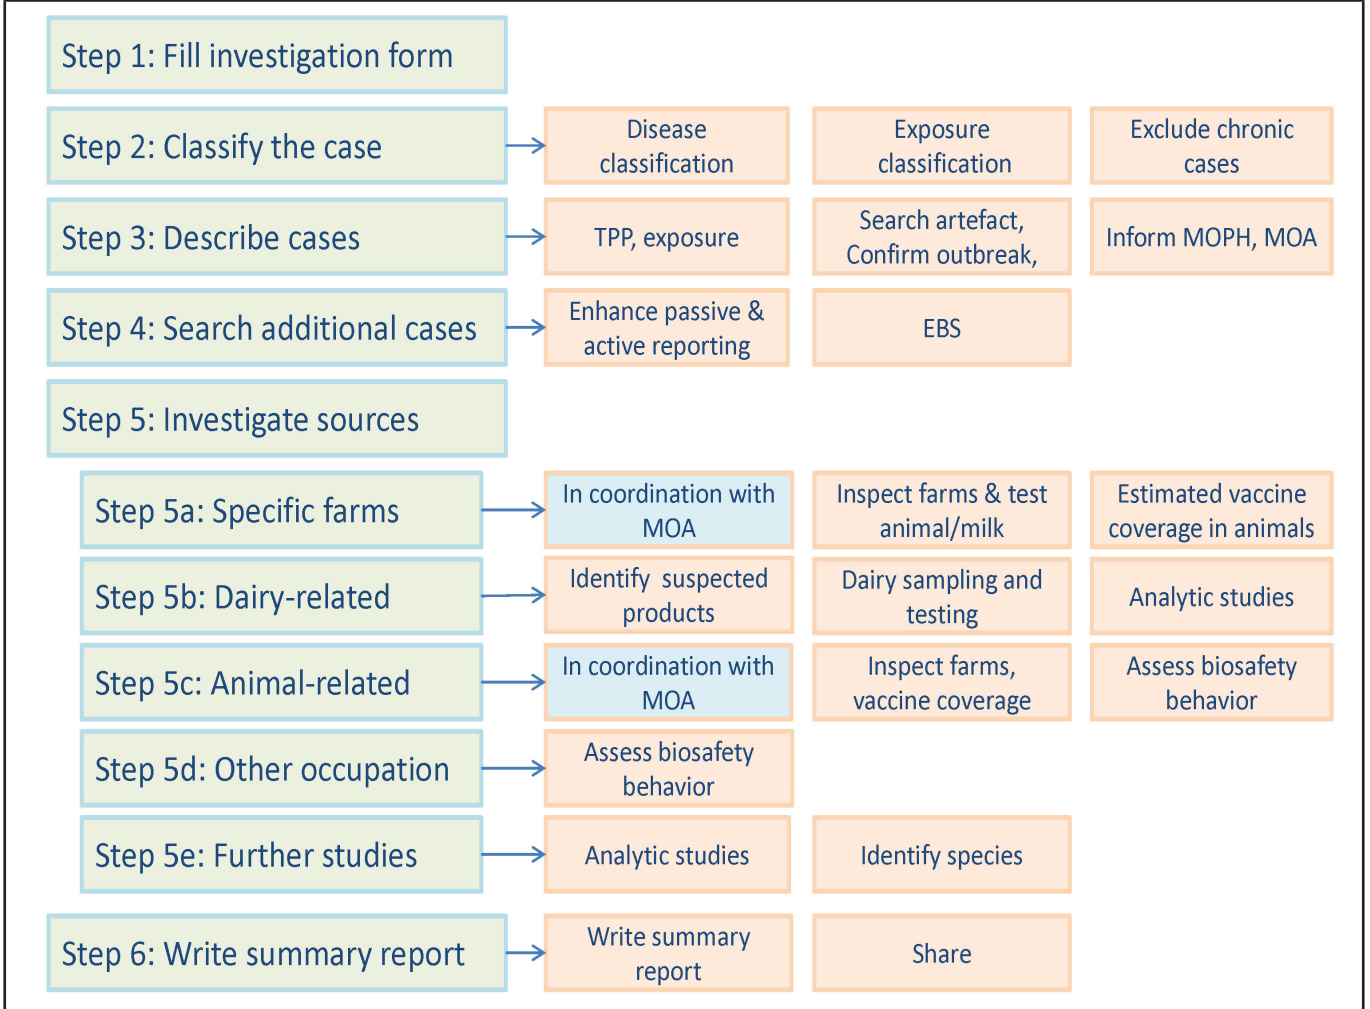 Step 1: Fill investigation form
Step 2: Classify the case
Disease
classification
Exposure
classification
Exclude chronic
cases
Step 3: Describe cases
TPP, exposure
Search artefact,
Confirm outbreak,
Inform MOPH, MOA
Step 4: Search additional cases
Enhance passive &
active reporting
EBS
Step 5: Investigate sources
Step 5a: Specific farms
In coordination with
MOA
Inspect farms & test
animal/milk
Estimated vaccine
coverage in animals
Step 5b: Dairy-related
Identify suspected
products
Dairy sampling and
testing
Analytic studies
Step 5c: Animal-related
In coordination with
MOA
Inspect farms,
vaccine coverage
Assess biosafety
behavior
Step 5d: Other occupation
Assess biosafety
behavior
Step 5e: Further studies
Analytic studies
Identify species
Step 6: Write summary report
Write summary
report
Share